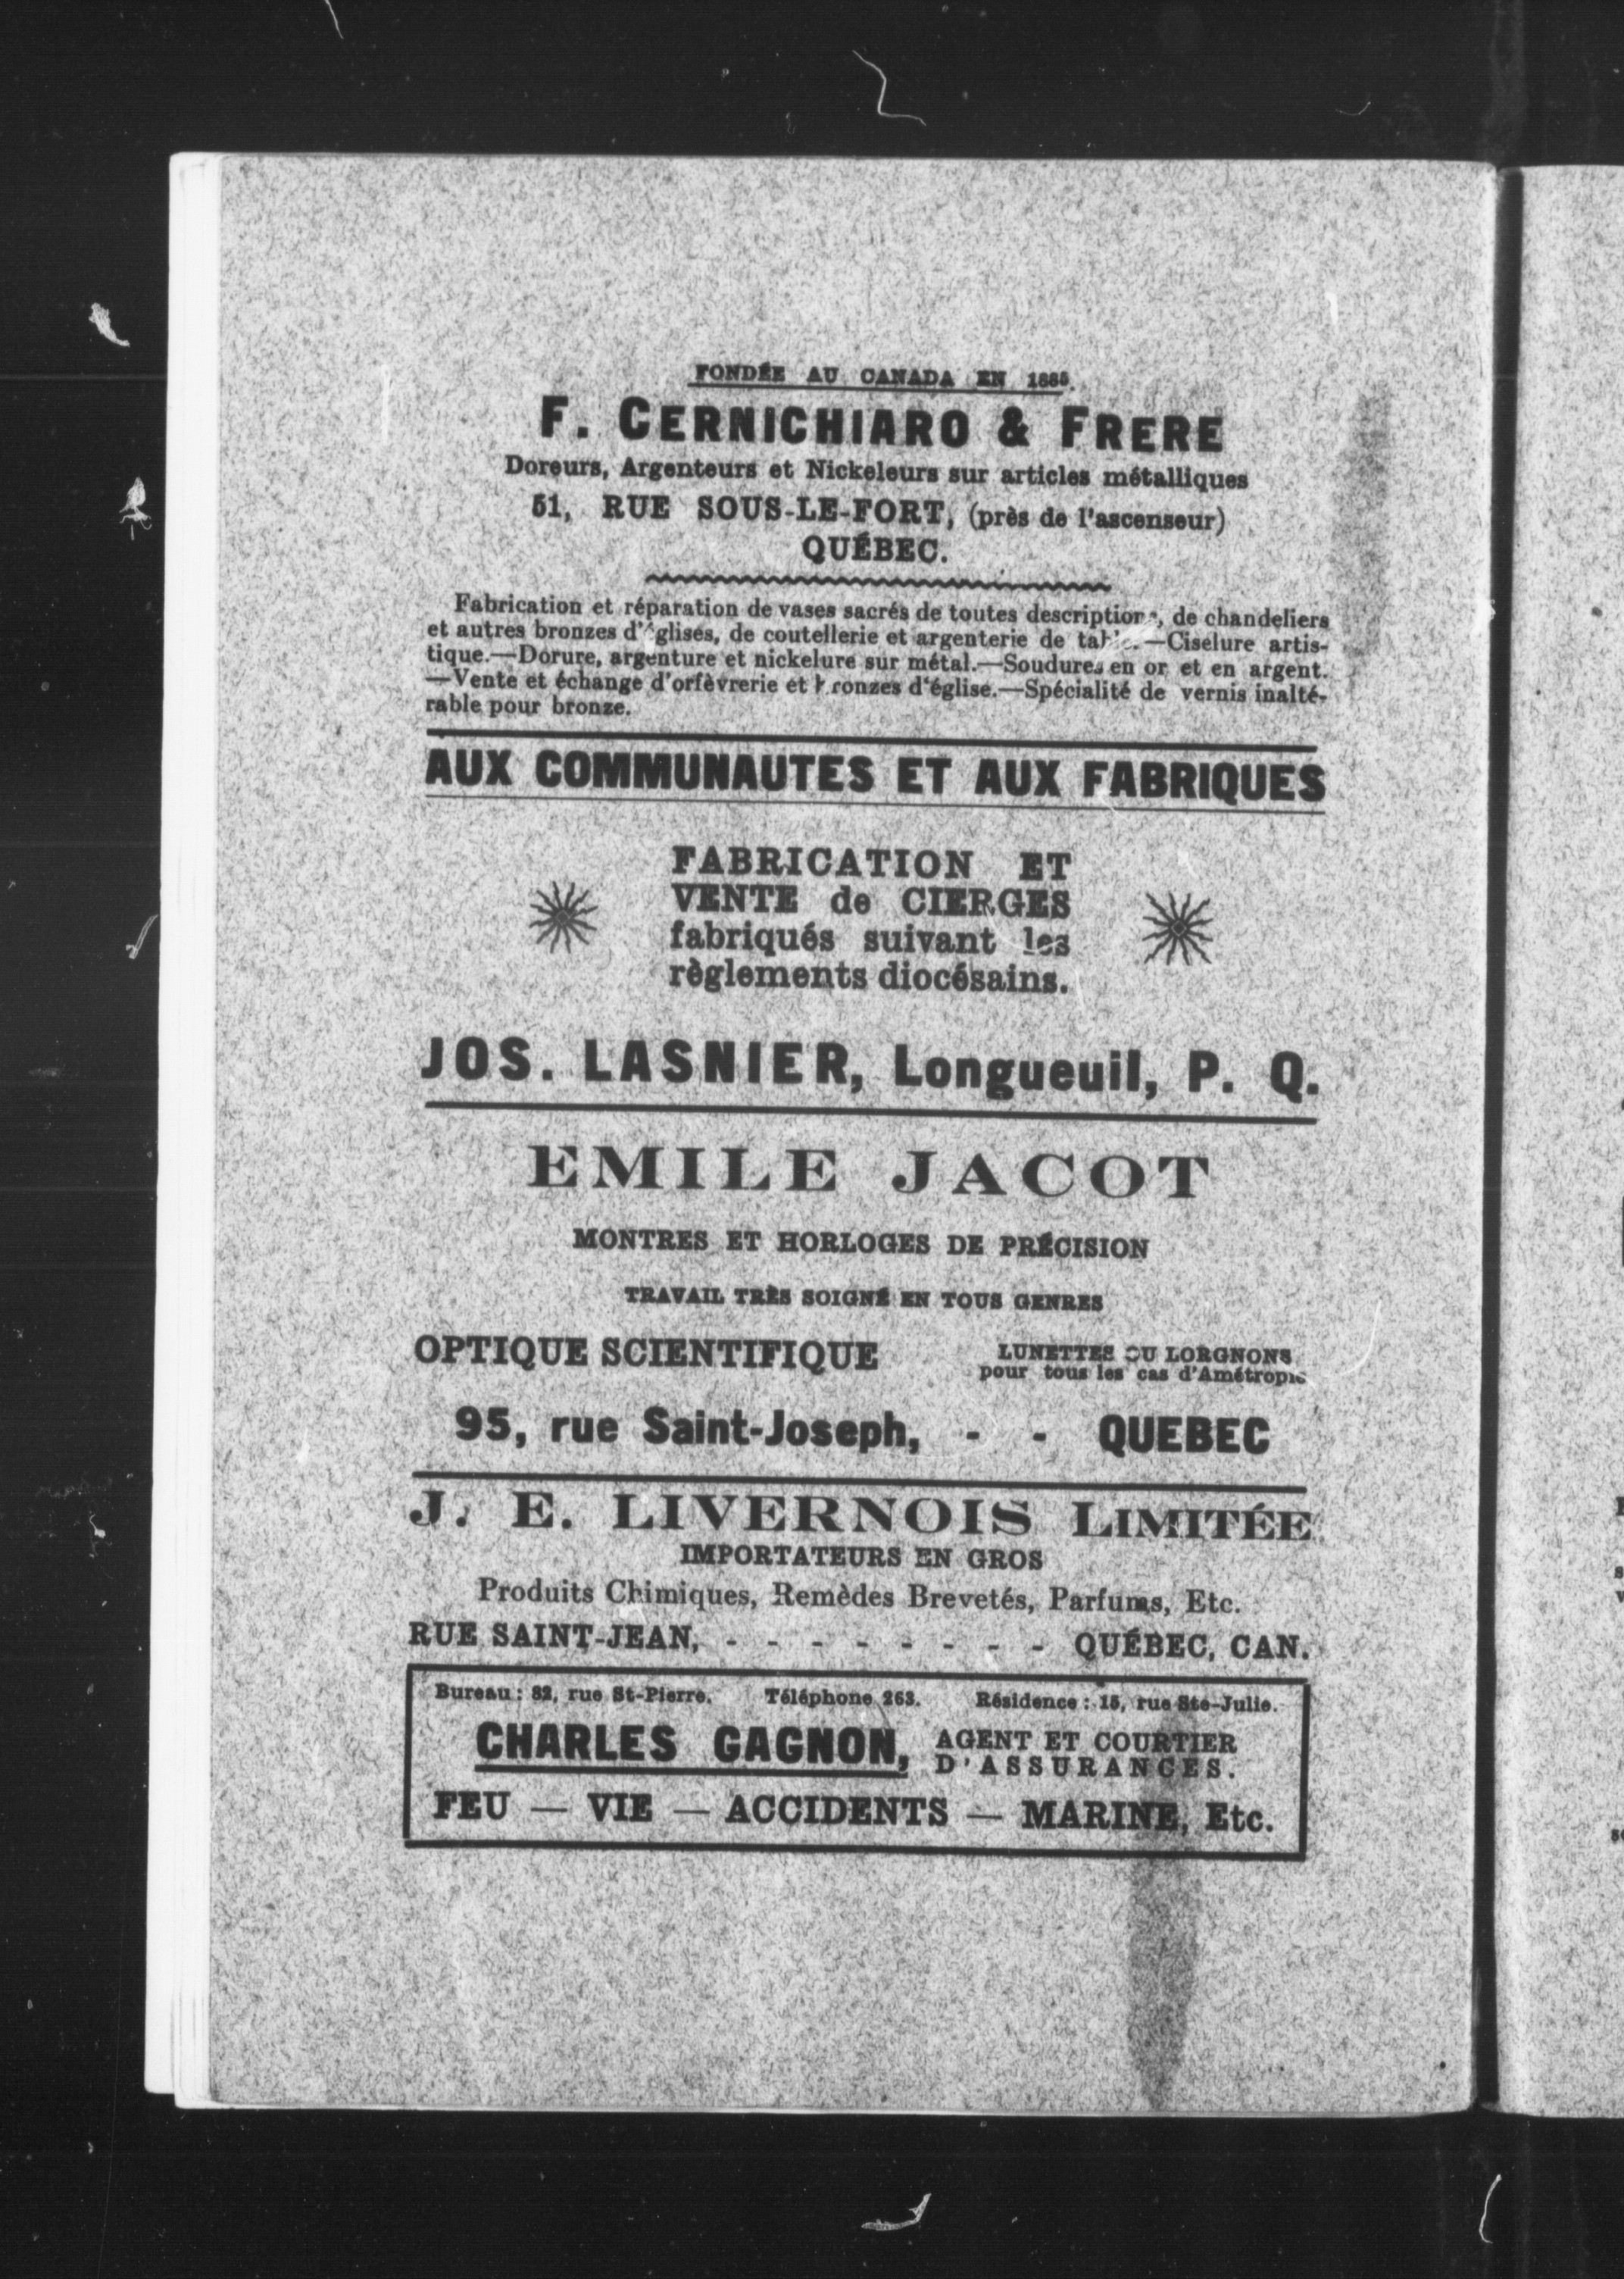 FONDÉE AU CANADA EN 1885.
F. CERNICHIARO & FRERE
Doreurs, Argenteurs et Nickeleurs sur articles métalliques
51, RUE SOUS-LE-FORT, (près de l'ascenseur)
QUÉBEC.
Fabrication et réparation de vases sacrés de toutes descriptions, de chandeliers
et autres bronzes d'églises, de coutellerie et argenterie de table.—Ciselure artis-
tique.—Dorure, argenture et nickelure sur métal.—Soudures en or et en argent.
—Vente et échange d'orfèvrerie et bronzes d'église.—Spécialité de vernis inalté-
rable pour bronze.
AUX COMMUNAUTES ET AUX FABRIQUES
FABRICATION ET
VENTE de CIERGES
fabriqués suivant les
règlements diocésains.
JOS. LASNIER, Longueuil, P. Q.
EMILE JACOT
MONTRES ET HORLOGES DE PRÉCISION
TRAVAIL TRÈS SOIGNÉ EN TOUS GENRES
OPTIQUE SCIENTIFIQUE
LUNETTES OU LORGNONS
pour tous les cas d'Amétropie
95, rue Saint-Joseph, - - QUEBEC
J. E. LIVERNOIS LIMITÉE
IMPORTATEURS EN GROS
Produits Chimiques, Remèdes Brevetés, Parfums, Etc.
RUE SAINT-JEAN, - - - - - - - - QUÉBEC, CAN.
Bureau : 82, rue St-Pierre. Téléphone 263. Résidence : 15, rue Ste-Julie.
CHARLES GAGNON, AGENT ET COURTIER
D'ASSURANCES.
FEU — VIE — ACCIDENTS — MARINE, Etc.